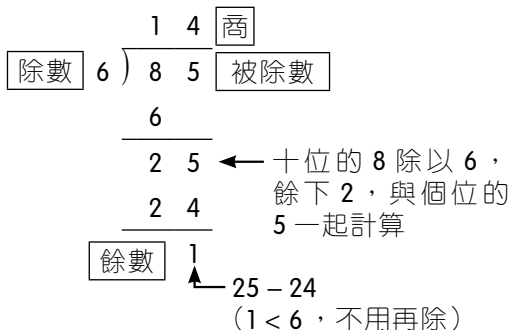 1 4 商
除數 6 ) 8 5 被除數
6
2 5 十位的 8 除以 6，
餘下 2，與個位的
2 4 5 一起計算
餘數 1
25 – 24
（1 < 6，不用再除）